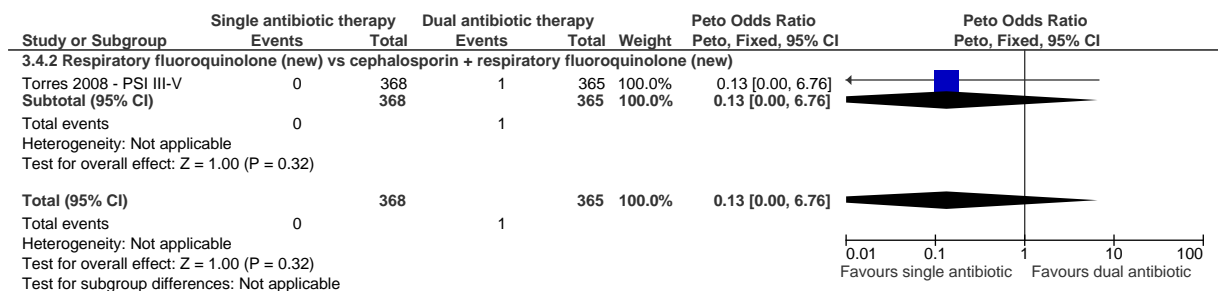 Single antibiotic therapy Dual antibiotic therapy Peto Odds Ratio Peto Odds Ratio
Study or Subgroup Events Total Events Total Weight Peto, Fixed, 95% CI Peto, Fixed, 95% CI
3.4.2 Respiratory fluoroquinolone (new) vs cephalosporin + respiratory fluoroquinolone (new)
Torres 2008 - PSI III-V 0 368 1 365 100.0% 0.13 [0.00, 6.76]
Subtotal (95% CI) 368 365 100.0% 0.13 [0.00, 6.76]
Total events 0 1
Heterogeneity: Not applicable
Test for overall effect: Z = 1.00 (P = 0.32)
Total (95% CI) 368 365 100.0% 0.13 [0.00, 6.76]
Total events 0 1
Heterogeneity: Not applicable
Test for overall effect: Z = 1.00 (P = 0.32)
Test for subgroup differences: Not applicable
0.01 0.1 1 10 100
Favours single antibiotic Favours dual antibiotic